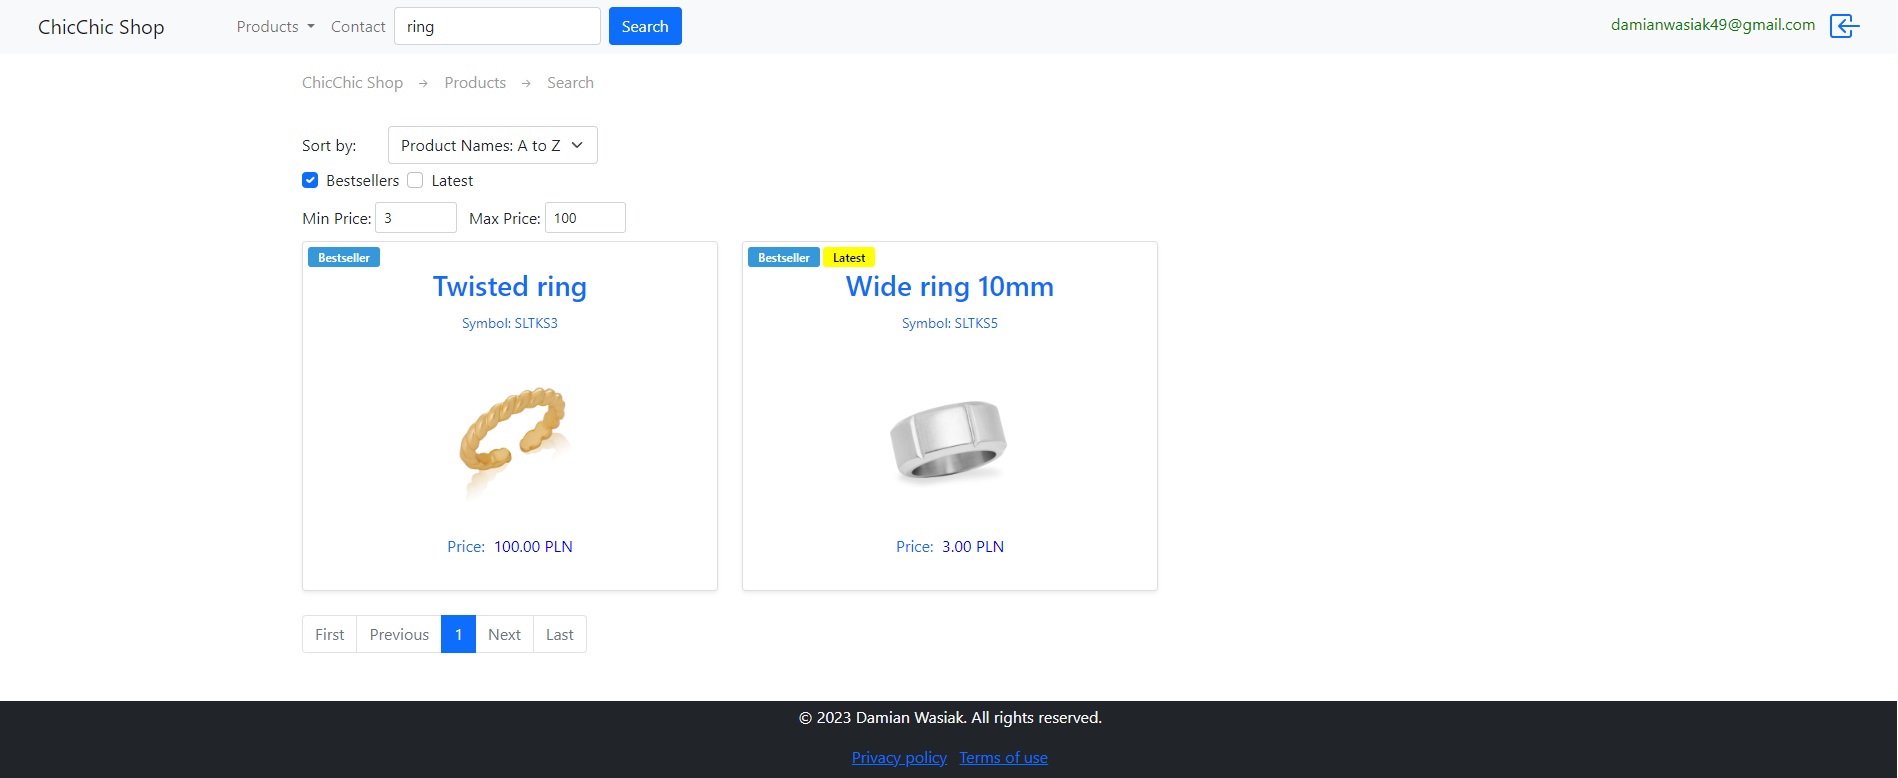 ChicChic Shop Products Contact ring Search damianwasiak49@gmail.com
ChicChic Shop → Products → Search
Sort by: Product Names: A to Z
Bestsellers Latest
Min Price: 3 Max Price: 100
Bestseller
Twisted ring
Symbol: SLTKS3
Price: 100.00 PLN
Bestseller Latest
Wide ring 10mm
Symbol: SLTKS5
Price: 3.00 PLN
First Previous 1 Next Last
© 2023 Damian Wasiak. All rights reserved.
Privacy policy Terms of use